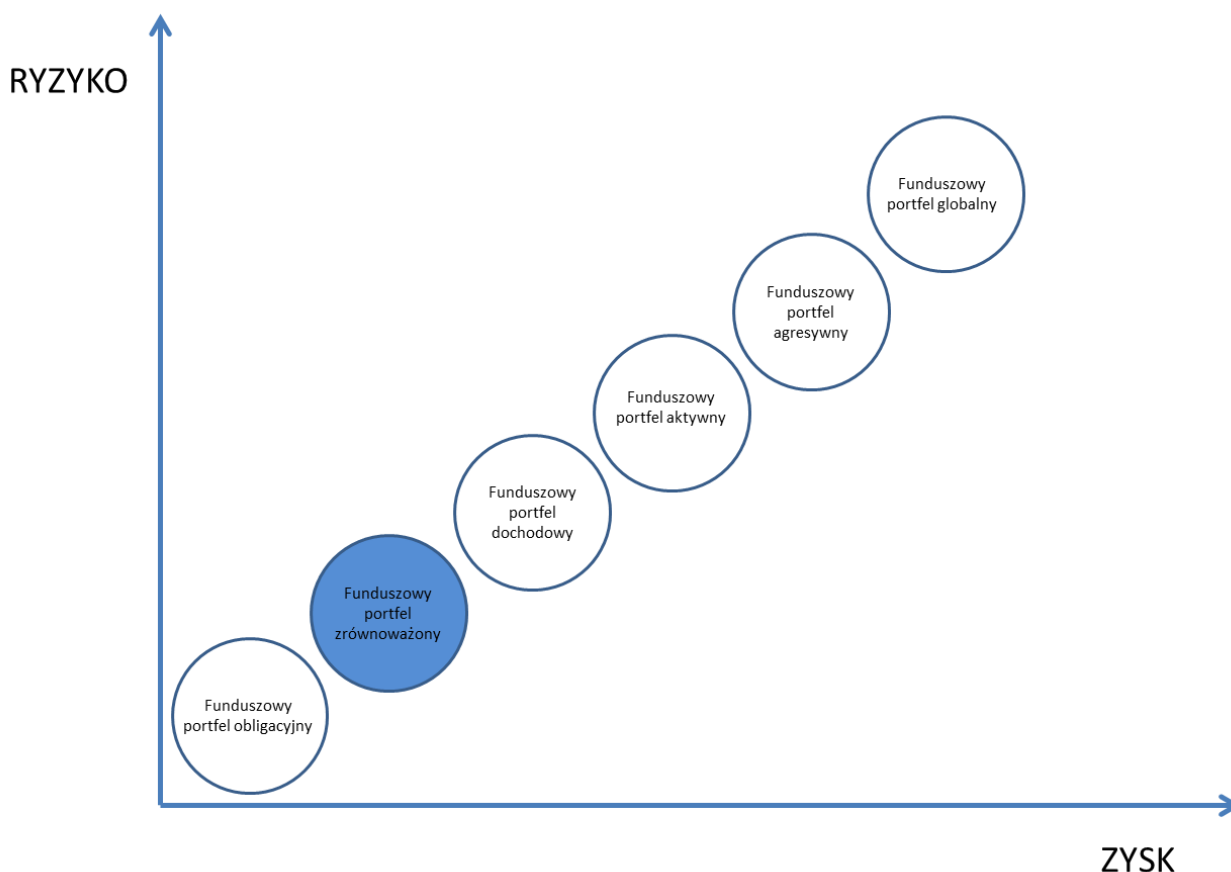 RYZYKO
Funduszowy
portfel globalny
Funduszowy
portfel
agresywny
Funduszowy
portfel aktywny
Funduszowy
portfel
dochodowy
Funduszowy
portfel
zrównoważony
Funduszowy
portfel obligacyjny
ZYSK